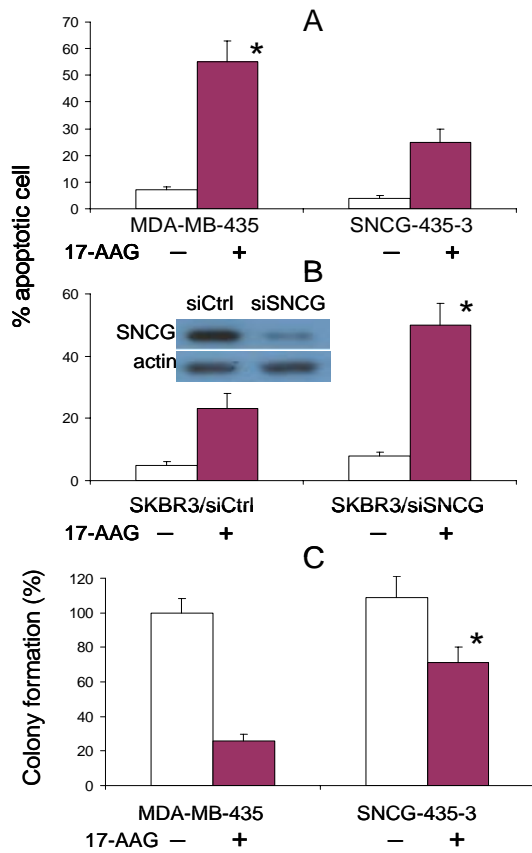 A
% apoptotic cell
70
60
50
40
30
20
10
0
*
MDA-MB-435 SNCG-435-3
17-AAG – + – +
B
60
40
20
0
siCtrl siSNCG
SNCG
actin
*
SKBR3/siCtrl SKBR3/siSNCG
17-AAG – + – +
C
Colony formation (%)
120
100
80
60
40
20
0
*
MDA-MB-435 SNCG-435-3
17-AAG – + – +